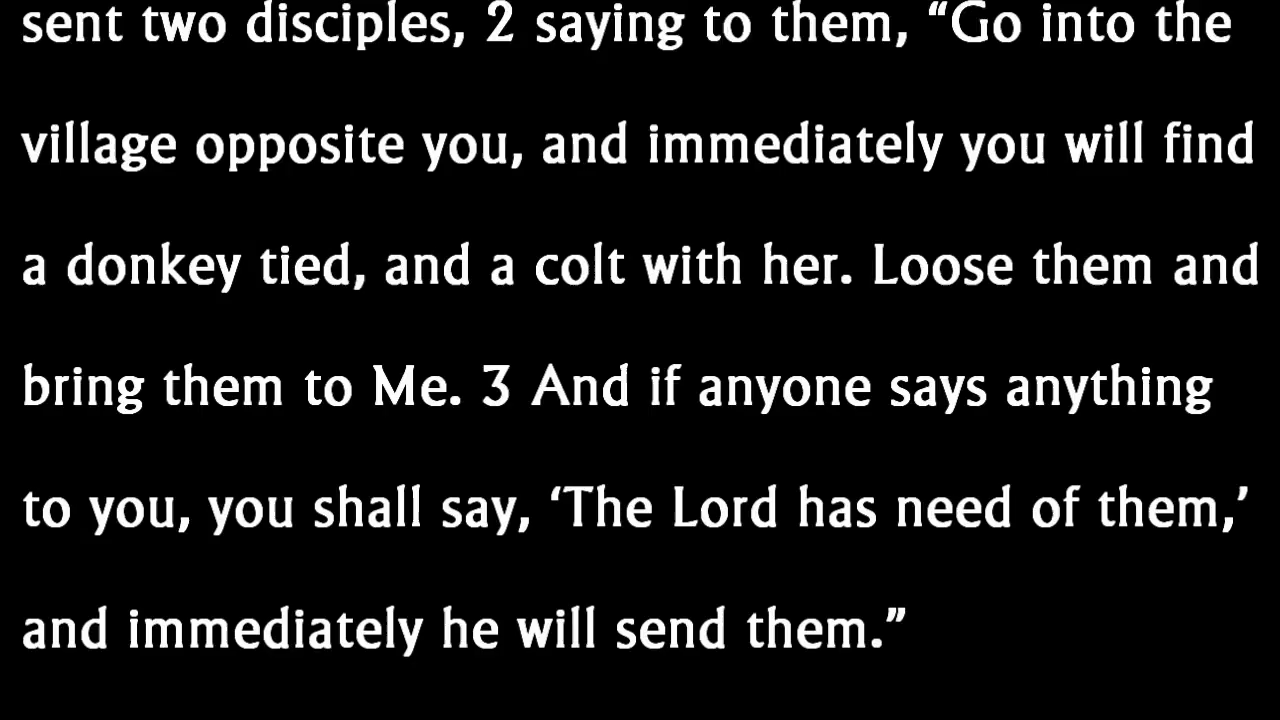 sent two disciples, 2 saying to them, “Go into the
village opposite you, and immediately you will find
a donkey tied, and a colt with her. Loose them and
bring them to Me. 3 And if anyone says anything
to you, you shall say, ‘The Lord has need of them,’
and immediately he will send them.”